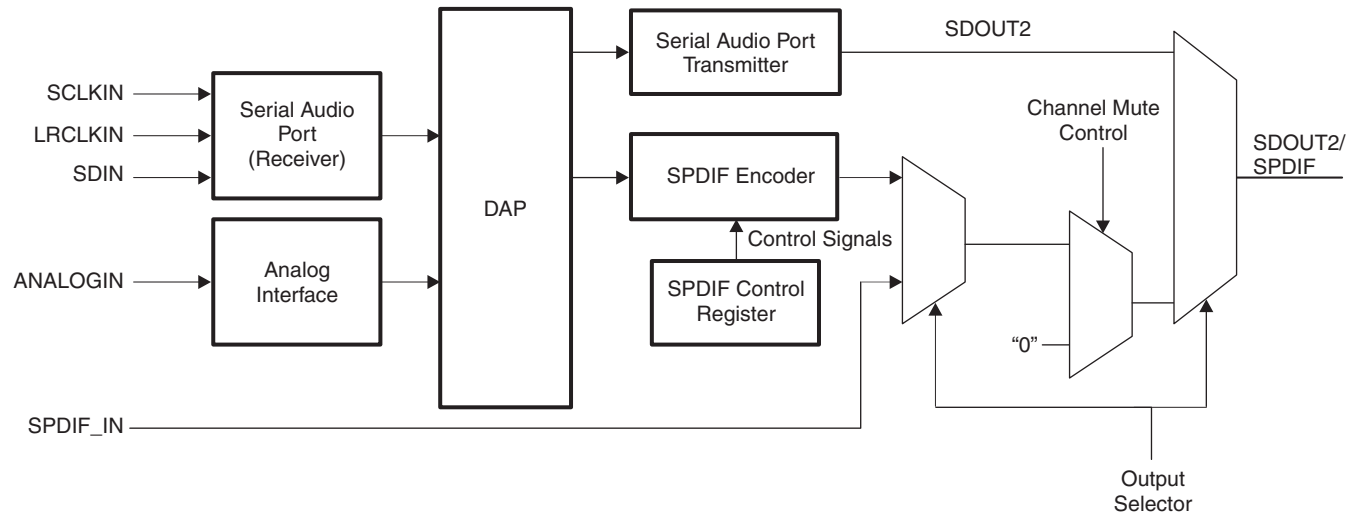 SCLKIN
LRCLKIN
SDIN
Serial Audio
Port
(Receiver)
ANALOGIN
Analog
Interface
SPDIF_IN
DAP
Serial Audio Port
Transmitter
SPDIF Encoder
Control Signals
SPDIF Control
Register
SDOUT2
Channel Mute
Control
“0”
SDOUT2/
SPDIF
Output
Selector